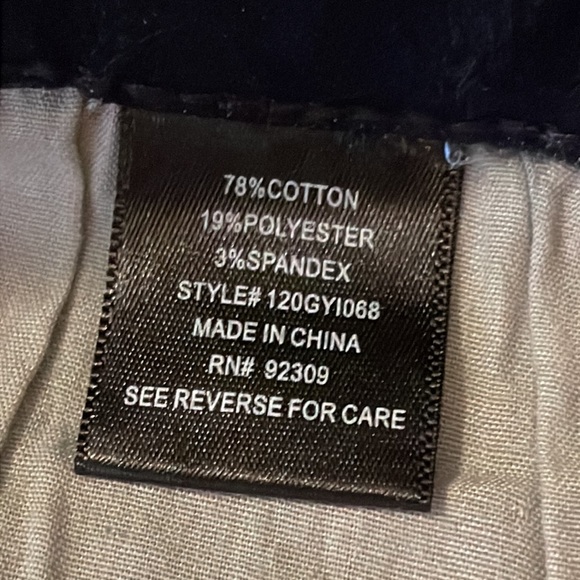 78%COTTON
19%POLYESTER
3%SPANDEX
STYLE# 120GYI068
MADE IN CHINA
RN# 92309
SEE REVERSE FOR CARE